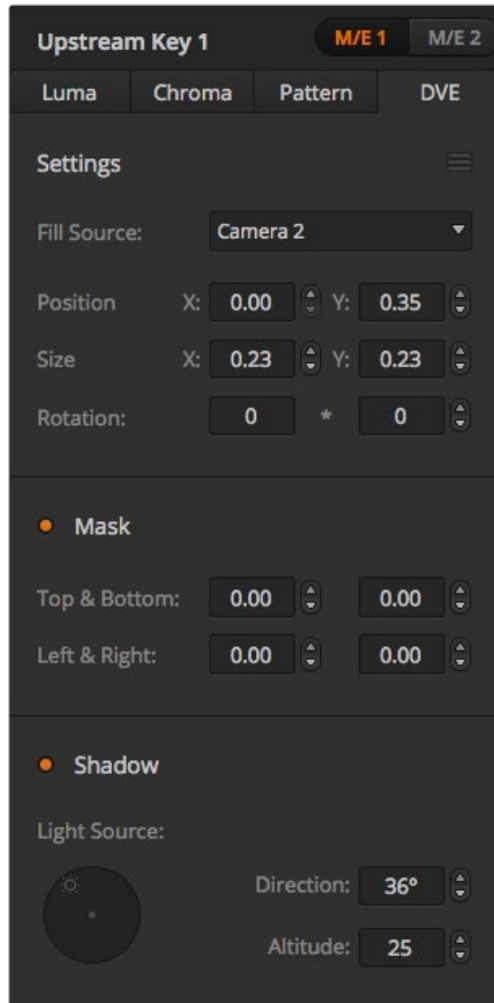 Upstream Key 1 M/E 1 M/E 2
Luma Chroma Pattern DVE
Settings
Fill Source: Camera 2
Position X: 0.00 Y: 0.35
Size X: 0.23 Y: 0.23
Rotation: 0 * 0
Mask
Top & Bottom: 0.00 0.00
Left & Right: 0.00 0.00
Shadow
Light Source:
Direction: 36º
Altitude: 25